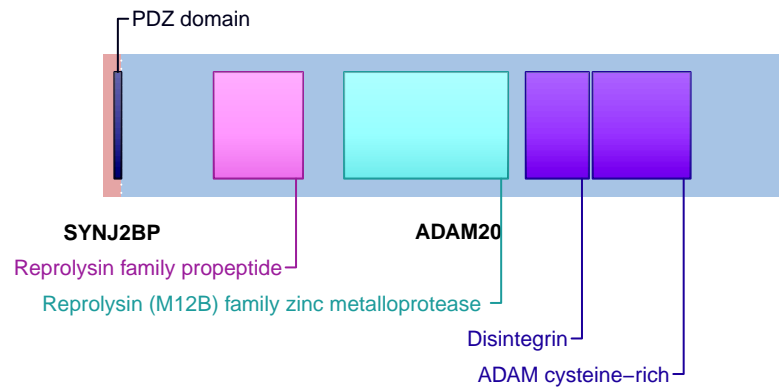 PDZ domain
SYNJ2BP
ADAM20
Reprolysin family propeptide
Reprolysin (M12B) family zinc metalloprotease
Disintegrin
ADAM cysteine−rich